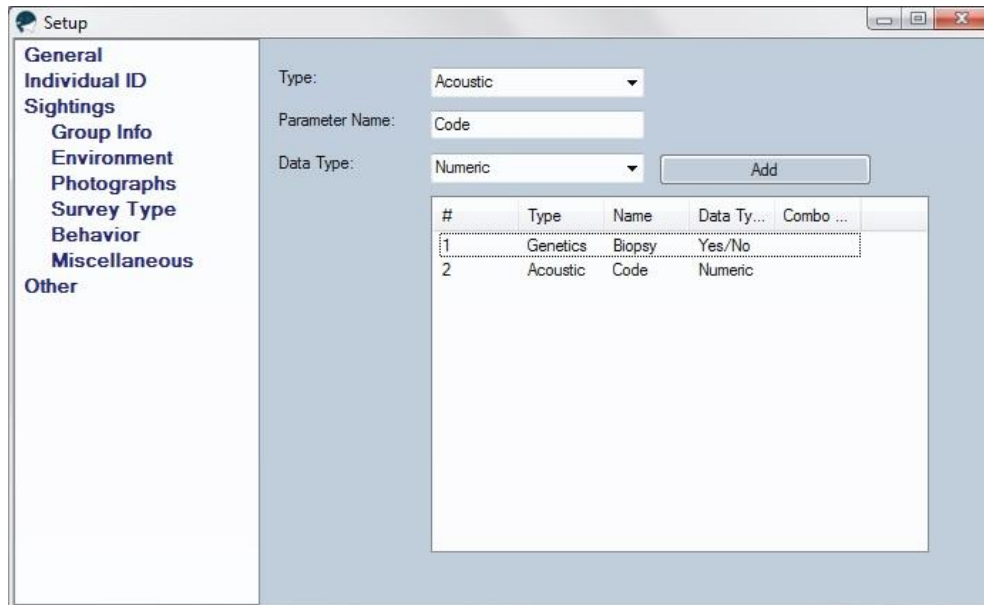 Setup
General
Individual ID
Sightings
Group Info
Environment
Photographs
Survey Type
Behavior
Miscellaneous
Other
Type: Acoustic
Parameter Name: Code
Data Type: Numeric Add
# Type Name Data Ty... Combo ...
1 Genetics Biopsy Yes/No
2 Acoustic Code Numeric